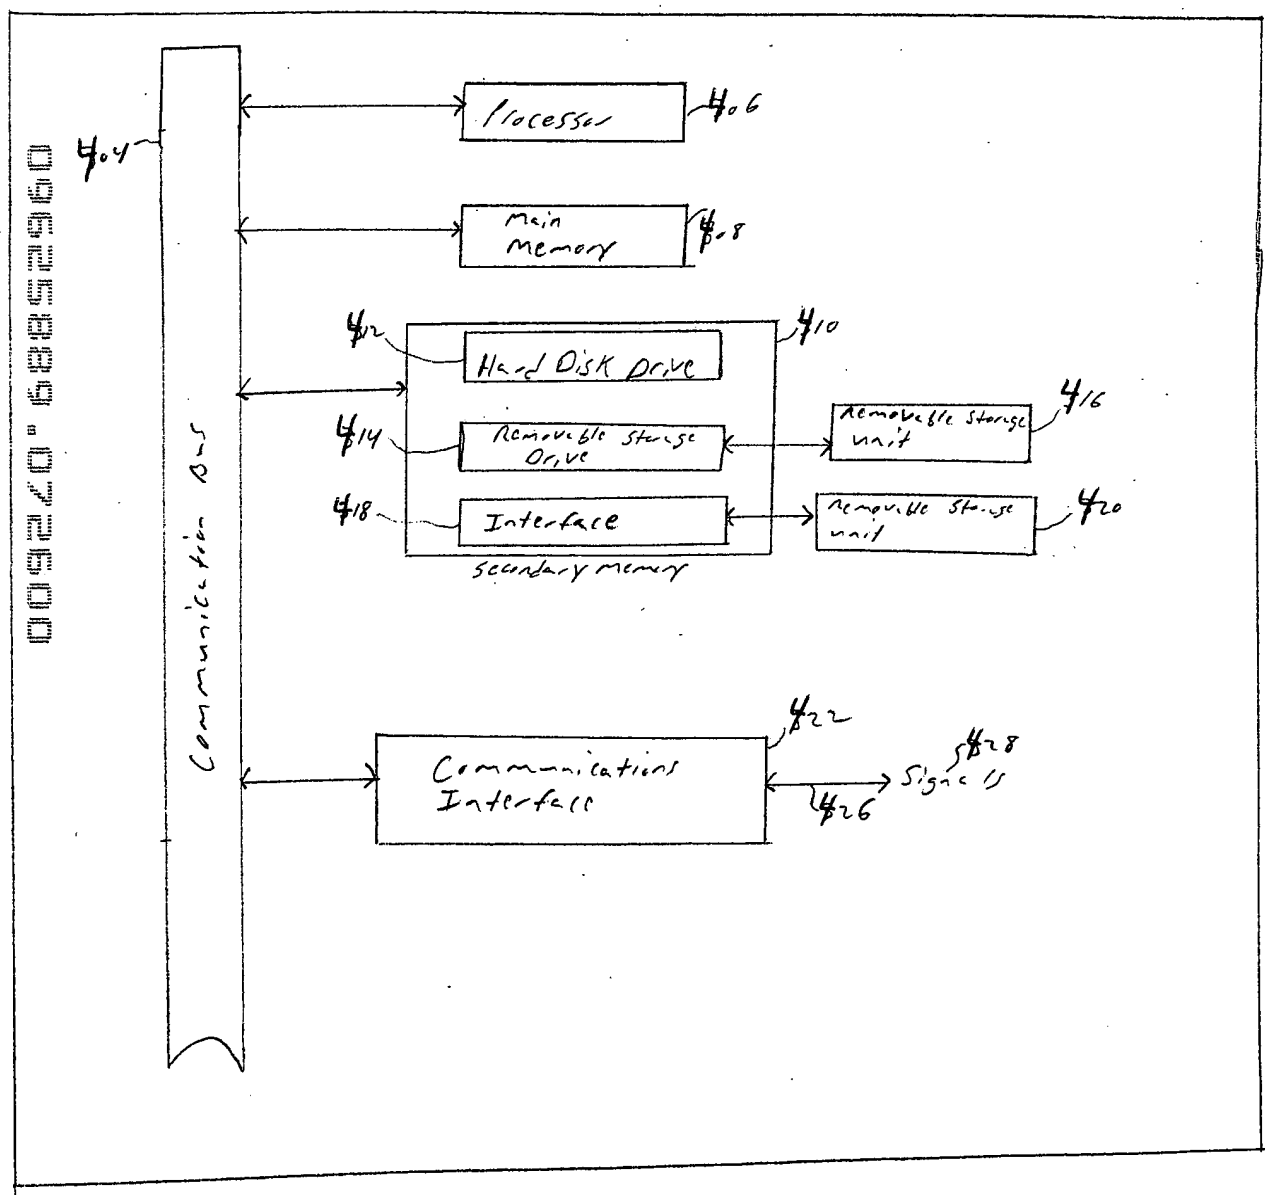 09625889.072600
404
Communication Bus
Processor
406
Main
Memory
408
412
Hard Disk Drive
410
414
Removable Storage
Drive
Removable Storage
unit
416
418
Interface
Removable Storage
unit
420
Secondary Memory
422
Communications
Interface
428
Signals
426